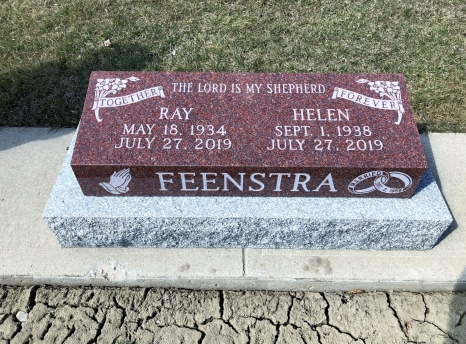 THE LORD IS MY SHEPHERD
TOGETHER
FOREVER
RAY
MAY 18, 1934
JULY 27, 2019
HELEN
SEPT. 1, 1938
JULY 27, 2019
FEENSTRA
MARRIED